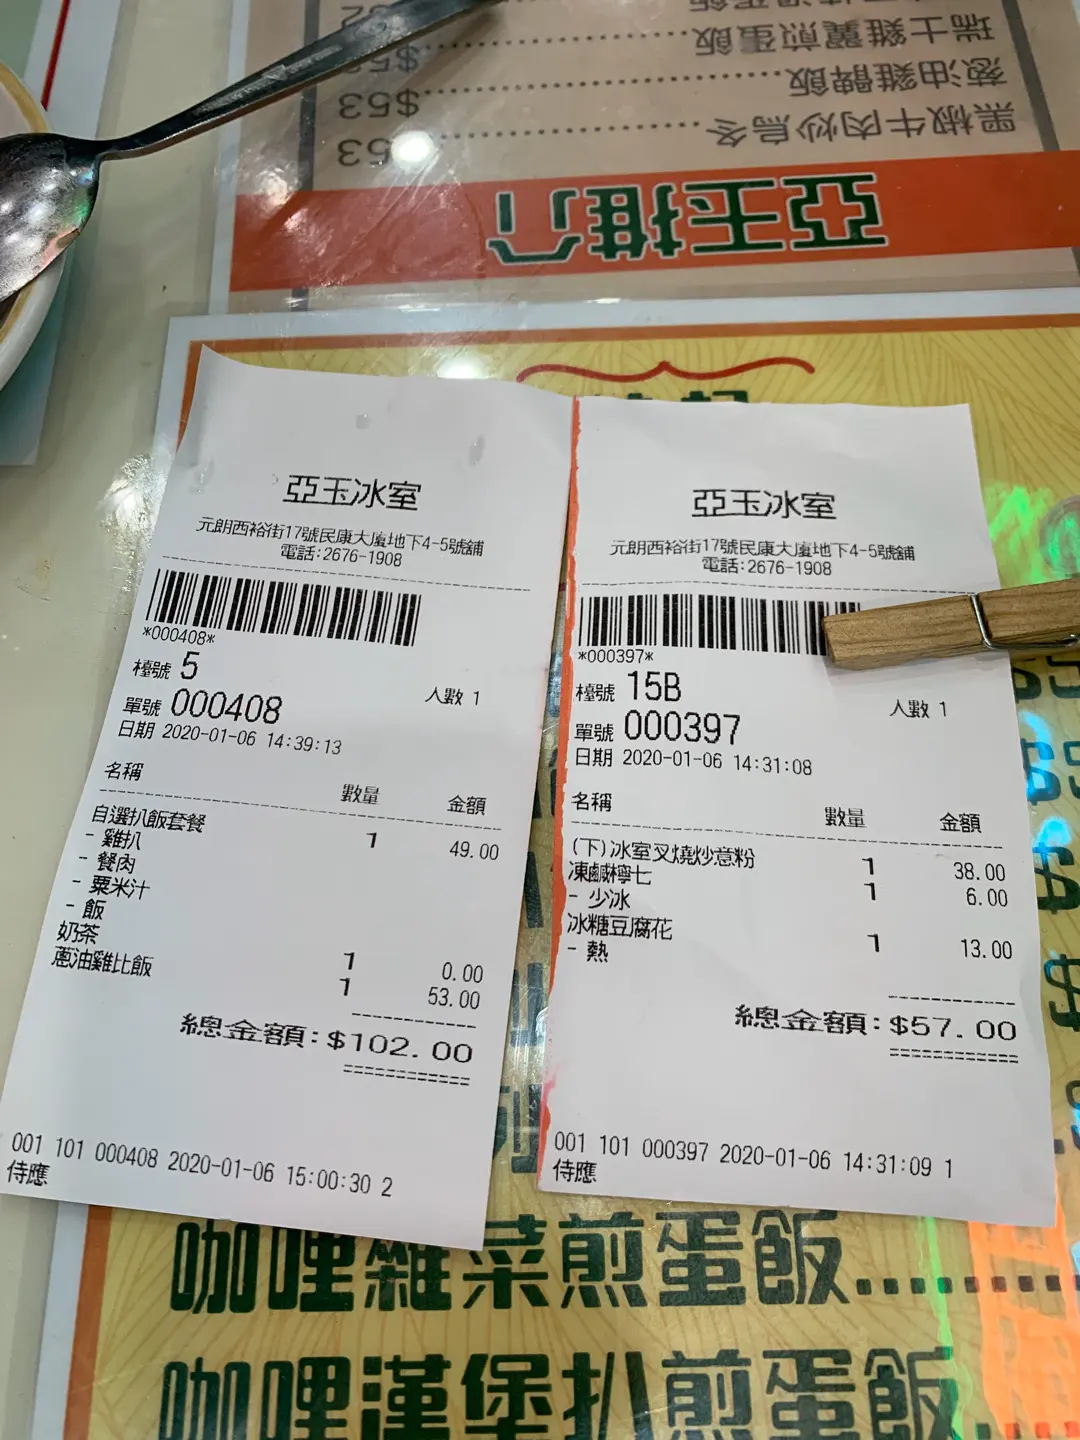 瑞士雞翼煎蛋飯
$53
蔥油雞髀飯
$53
黑椒牛肉炒烏冬
53
亞玉推介
亞玉冰室
元朗西裕街17號民康大廈地下4-5號舖
電話:2676-1908
*000408*
檯號 5
人數 1
單號 000408
日期 2020-01-06 14:39:13
名稱 數量 金額
自選扒飯套餐 1 49.00
- 雞扒
- 餐肉
- 粟米汁
- 飯
奶茶 1 0.00
蔥油雞比飯 1 53.00
總金額:$102.00
001 101 000408 2020-01-06 15:00:30 2
侍應
亞玉冰室
元朗西裕街17號民康大廈地下4-5號舖
電話:2676-1908
*000397*
檯號 15B
人數 1
單號 000397
日期 2020-01-06 14:31:08
名稱 數量 金額
(下)冰室叉燒炒意粉 1 38.00
凍鹹檸七 1 6.00
- 少冰
冰糖豆腐花 1 13.00
- 熱
總金額:$57.00
001 101 000397 2020-01-06 14:31:09 1
侍應
咖哩雜菜煎蛋飯
咖哩漢堡扒煎蛋飯